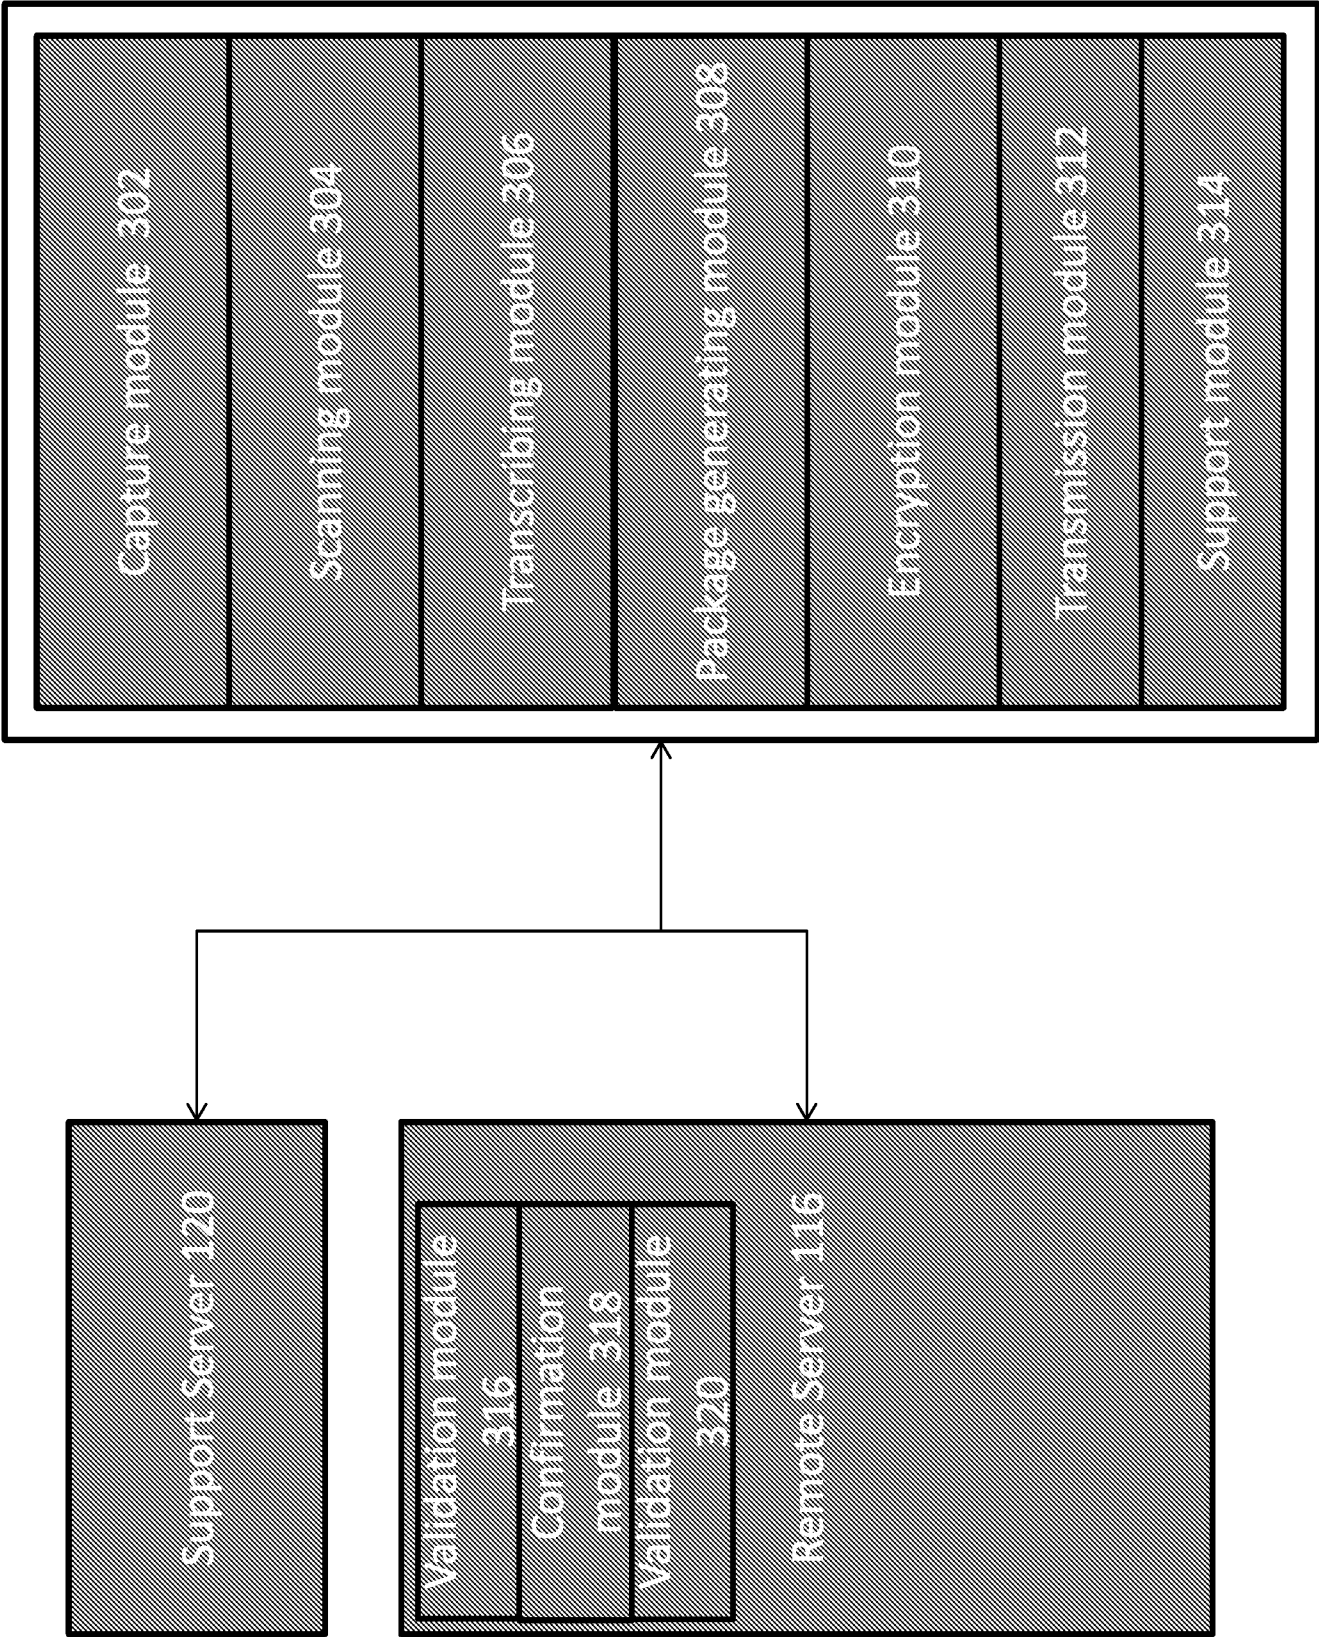 Capture module 302
Scanning module 304
Transcribing module 306
Package generating module 308
Encryption module 310
Transmission module 312
Support module 314
Support Server 120
Validation module
316
Confirmation
module 318
Validation module
320
Remote Server 116